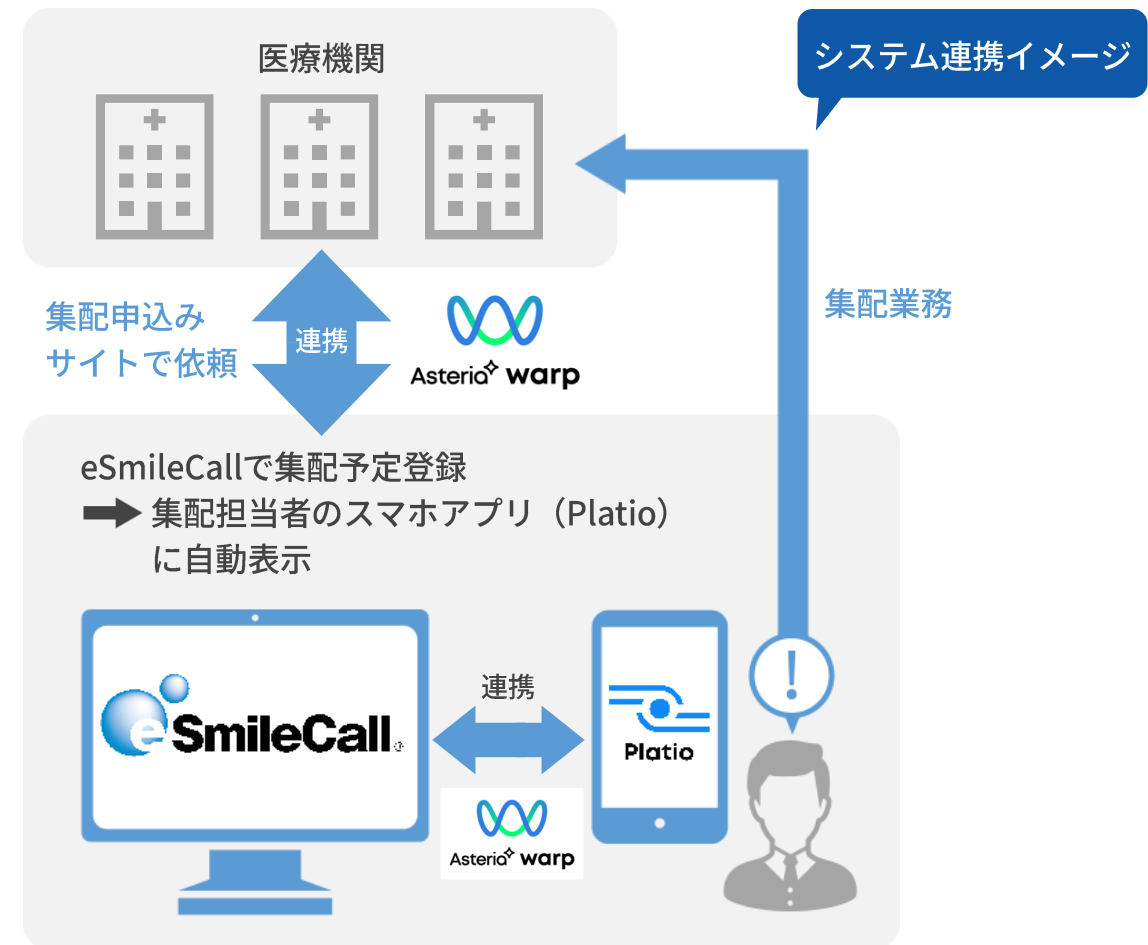 システム連携イメージ
医療機関
集配申込み
サイトで依頼
連携
Asteria warp
集配業務
eSmileCallで集配予定登録
集配担当者のスマホアプリ（Platio）
に自動表示
eSmileCall
連携
Asteria warp
Platio
!